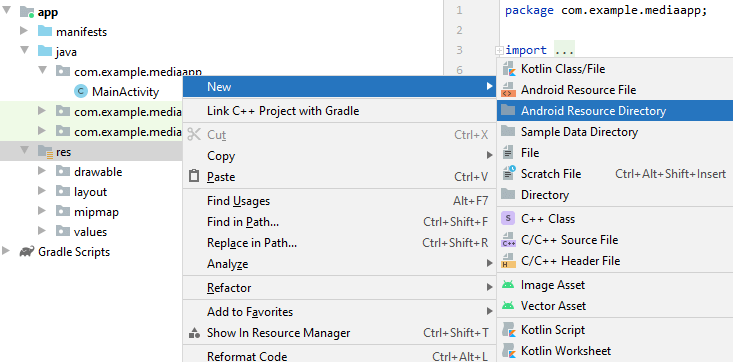 app
manifests
java
com.example.mediaapp
MainActivity
com.example.media
com.example.media
res
drawable
layout
mipmap
values
Gradle Scripts
1 package com.example.mediaapp;
2
3 import ...
6
New
Link C++ Project with Gradle
Cut Ctrl+X
Copy
Paste Ctrl+V
Find Usages Alt+F7
Find in Path... Ctrl+Shift+F
Replace in Path... Ctrl+Shift+R
Analyze
Refactor
Add to Favorites
Show In Resource Manager Ctrl+Shift+T
Reformat Code Ctrl+Alt+L
Kotlin Class/File
Android Resource File
Android Resource Directory
Sample Data Directory
File
Scratch File Ctrl+Alt+Shift+Insert
Directory
C++ Class
C/C++ Source File
C/C++ Header File
Image Asset
Vector Asset
Kotlin Script
Kotlin Worksheet